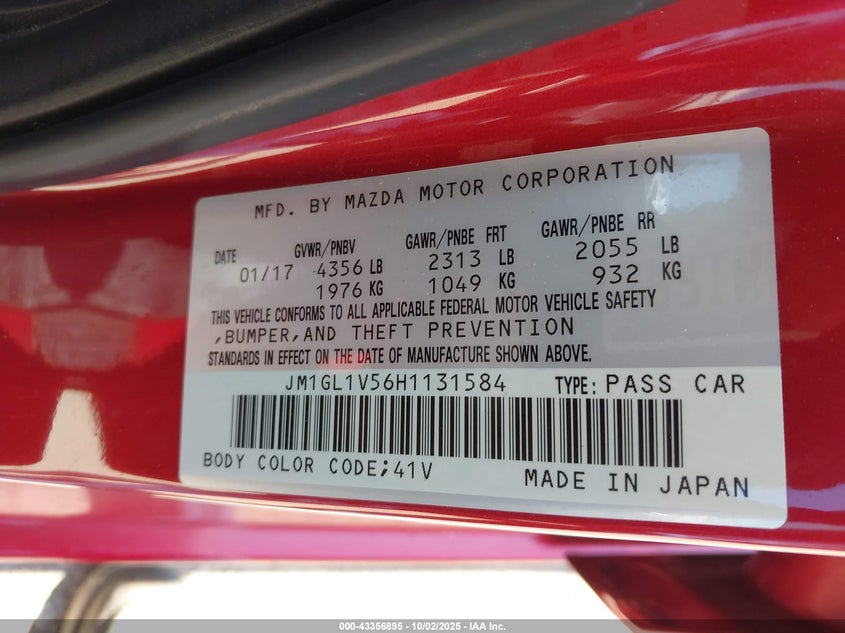 MFD. BY MAZDA MOTOR CORPORATION
DATE GVWR/PNBV GAWR/PNBE FRT GAWR/PNBE RR
01/17 4356 LB 2313 LB 2055 LB
1976 KG 1049 KG 932 KG
THIS VEHICLE CONFORMS TO ALL APPLICABLE FEDERAL MOTOR VEHICLE SAFETY
,BUMPER,AND THEFT PREVENTION
STANDARDS IN EFFECT ON THE DATE OF MANUFACTURE SHOWN ABOVE.
JM1GL1V56H1131584 TYPE: PASS CAR
BODY COLOR CODE;41V MADE IN JAPAN
000-43356895 - 10/02/2025 - IAA Inc.